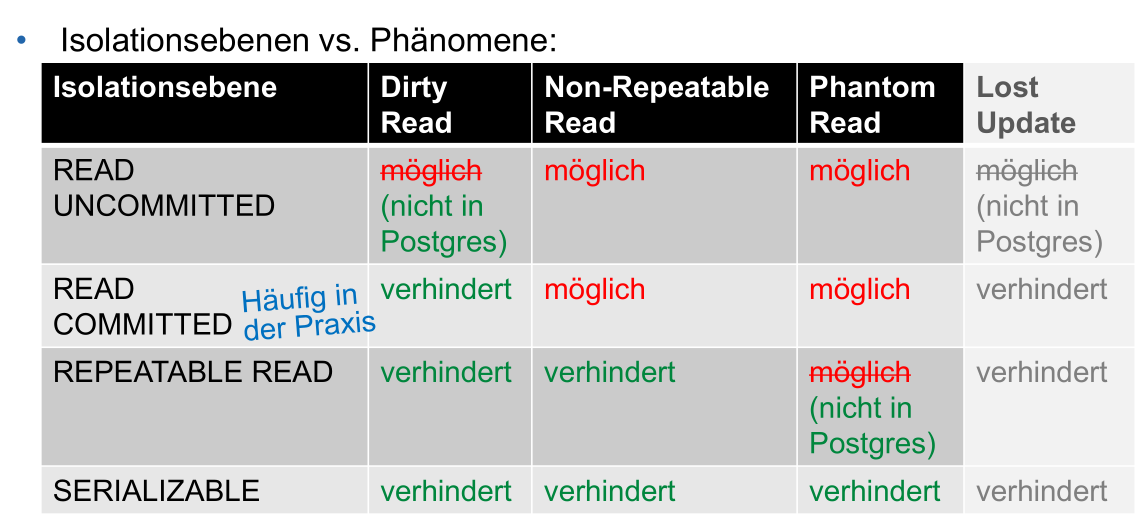 • Isolationsebenen vs. Phänomene:
Isolationsebene
Dirty
Read
Non-Repeatable
Read
Phantom
Read
Lost
Update
READ
UNCOMMITTED
möglich
(nicht in
Postgres)
möglich
möglich
möglich
(nicht in
Postgres)
READ
COMMITTED
Häufig in
der Praxis
verhindert
möglich
möglich
verhindert
REPEATABLE READ
verhindert
verhindert
möglich
(nicht in
Postgres)
verhindert
SERIALIZABLE
verhindert
verhindert
verhindert
verhindert